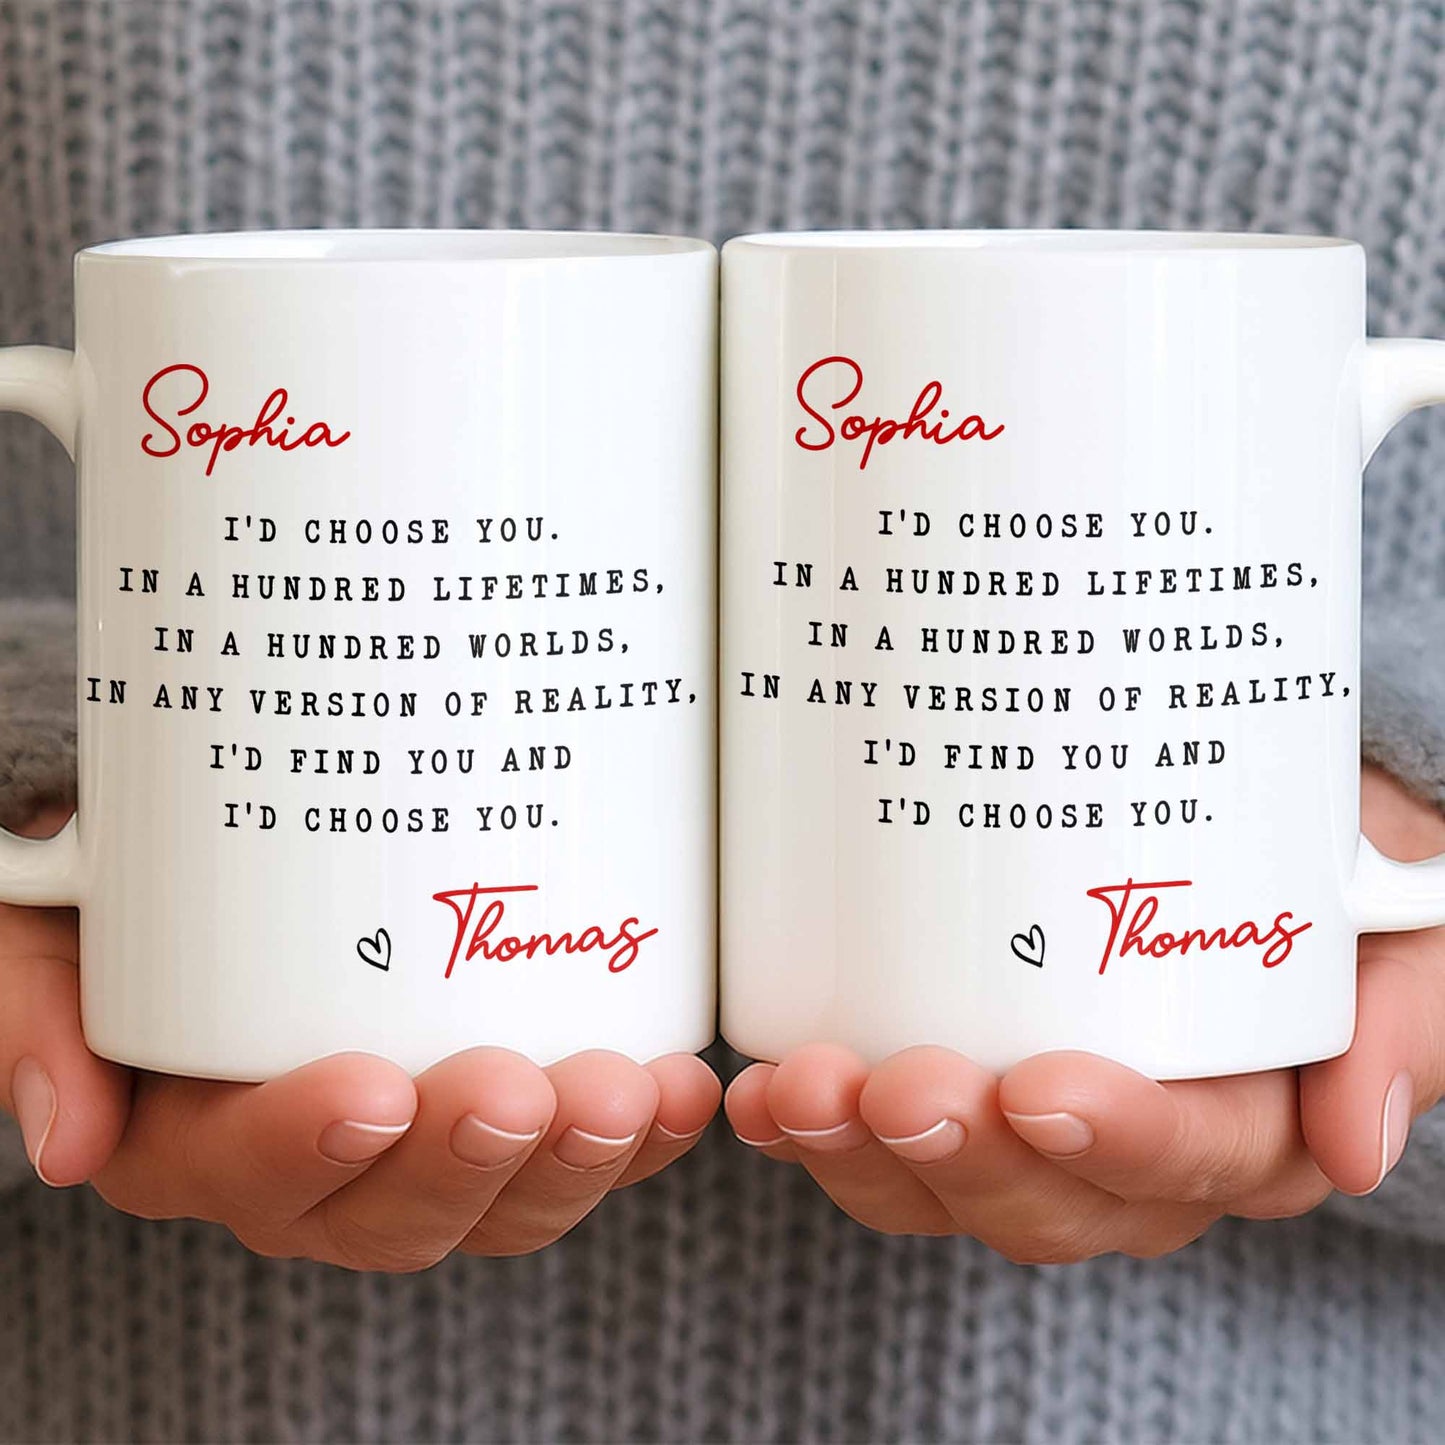 Sophia
I'D CHOOSE YOU.
IN A HUNDRED LIFETIMES,
IN A HUNDRED WORLDS,
IN ANY VERSION OF REALITY,
I'D FIND YOU AND
I'D CHOOSE YOU.
Thomas
Sophia
I'D CHOOSE YOU.
IN A HUNDRED LIFETIMES,
IN A HUNDRED WORLDS,
IN ANY VERSION OF REALITY,
I'D FIND YOU AND
I'D CHOOSE YOU.
Thomas